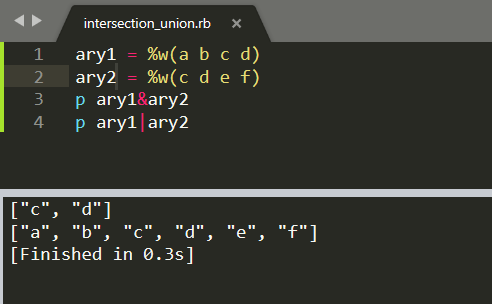 intersection_union.rb
1 ary1 = %w(a b c d)
2 ary2 = %w(c d e f)
3 p ary1&ary2
4 p ary1|ary2
["c", "d"]
["a", "b", "c", "d", "e", "f"]
[Finished in 0.3s]